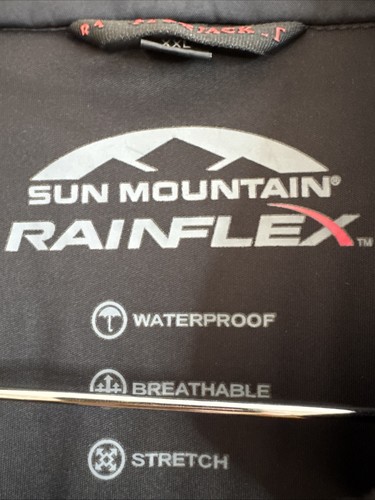 XXL
SUN MOUNTAIN®
RAINFLEX™
WATERPROOF
BREATHABLE
STRETCH